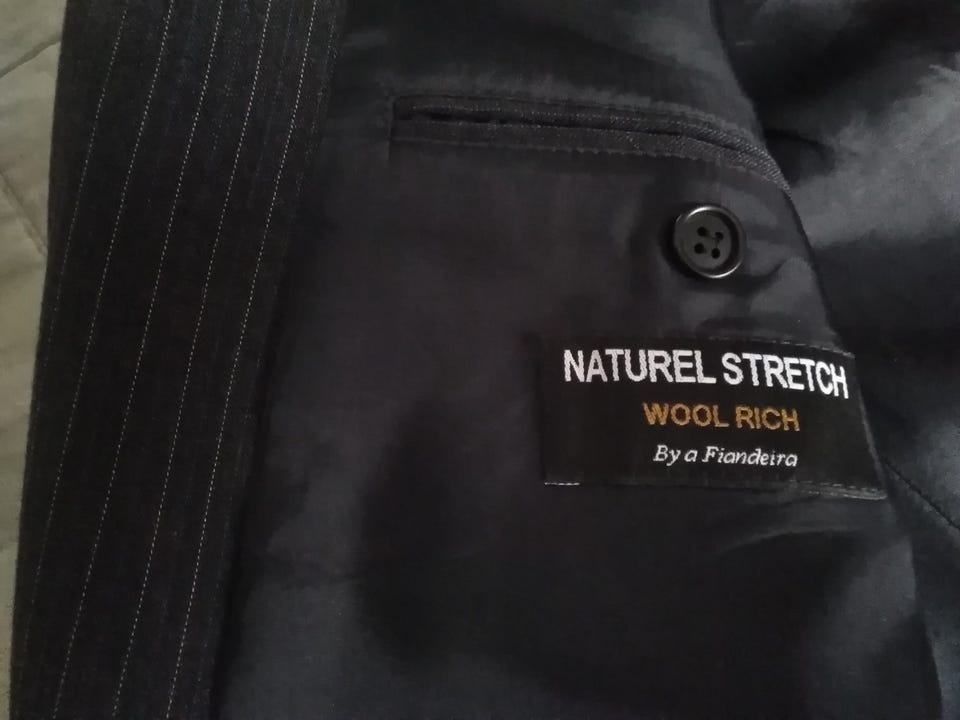 NATUREL STRETCH
WOOL RICH
By a Fiandeira